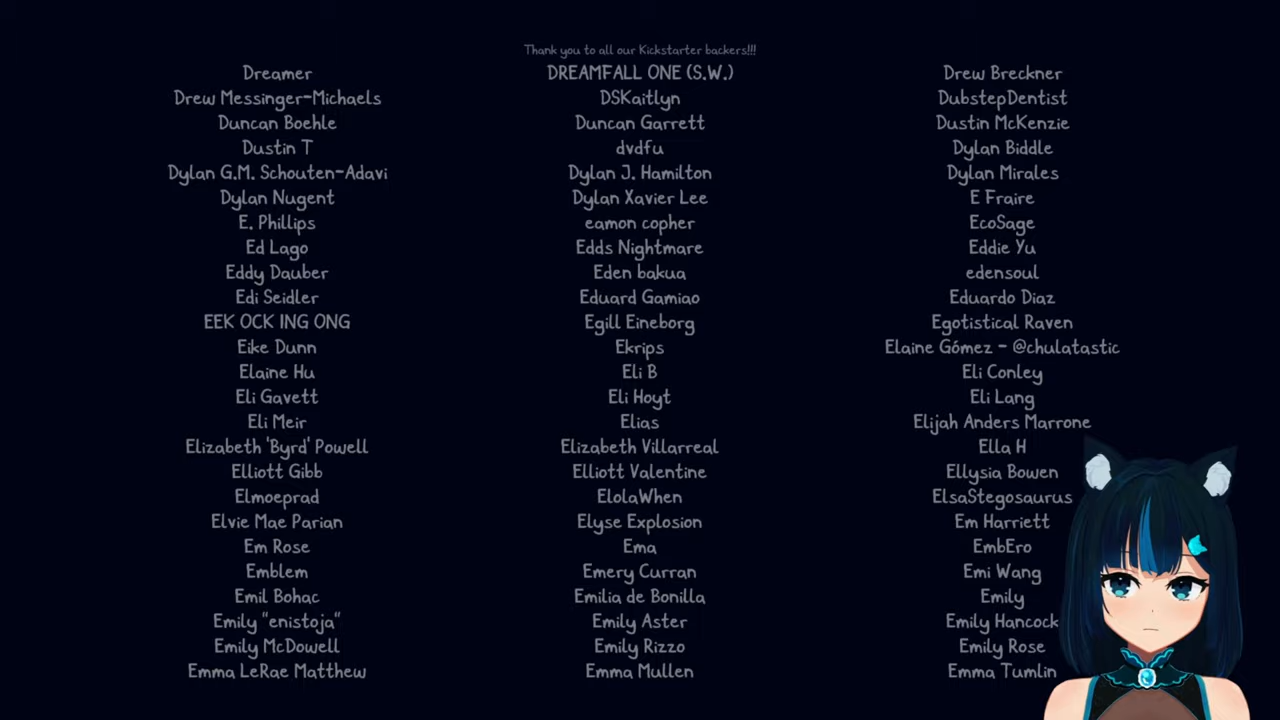 Thank you to all our Kickstarter backers!!!
Dreamer DREAMFALL ONE (S.W.) Drew Breckner
Drew Messinger-Michaels DSKaitlyn DubstepDentist
Duncan Boehle Duncan Garrett Dustin McKenzie
Dustin T dvdfu Dylan Biddle
Dylan G.M. Schouten-Adavi Dylan J. Hamilton Dylan Mirales
Dylan Nugent Dylan Xavier Lee E Fraire
E. Phillips eamon copher EcoSage
Ed Lago Edds Nightmare Eddie Yu
Eddy Dauber Eden bakua edensoul
Edi Seidler Eduard Gamiao Eduardo Diaz
EEK OCK ING ONG Egill Eineborg Egotistical Raven
Eike Dunn Ekrips Elaine Gómez - @chulatastic
Elaine Hu Eli B Eli Conley
Eli Gavett Eli Hoyt Eli Lang
Eli Meir Elias Elijah Anders Marrone
Elizabeth 'Byrd' Powell Elizabeth Villarreal Ella H
Elliott Gibb Elliott Valentine Ellysia Bowen
Elmoeprad ElolaWhen ElsaStegosaurus
Elvie Mae Parian Elyse Explosion Em Harriett
Em Rose Ema EmbEro
Emblem Emery Curran Emi Wang
Emil Bohac Emilia de Bonilla Emily
Emily "enistoja" Emily Aster Emily Hancock
Emily McDowell Emily Rizzo Emily Rose
Emma LeRae Matthew Emma Mullen Emma Tumlin